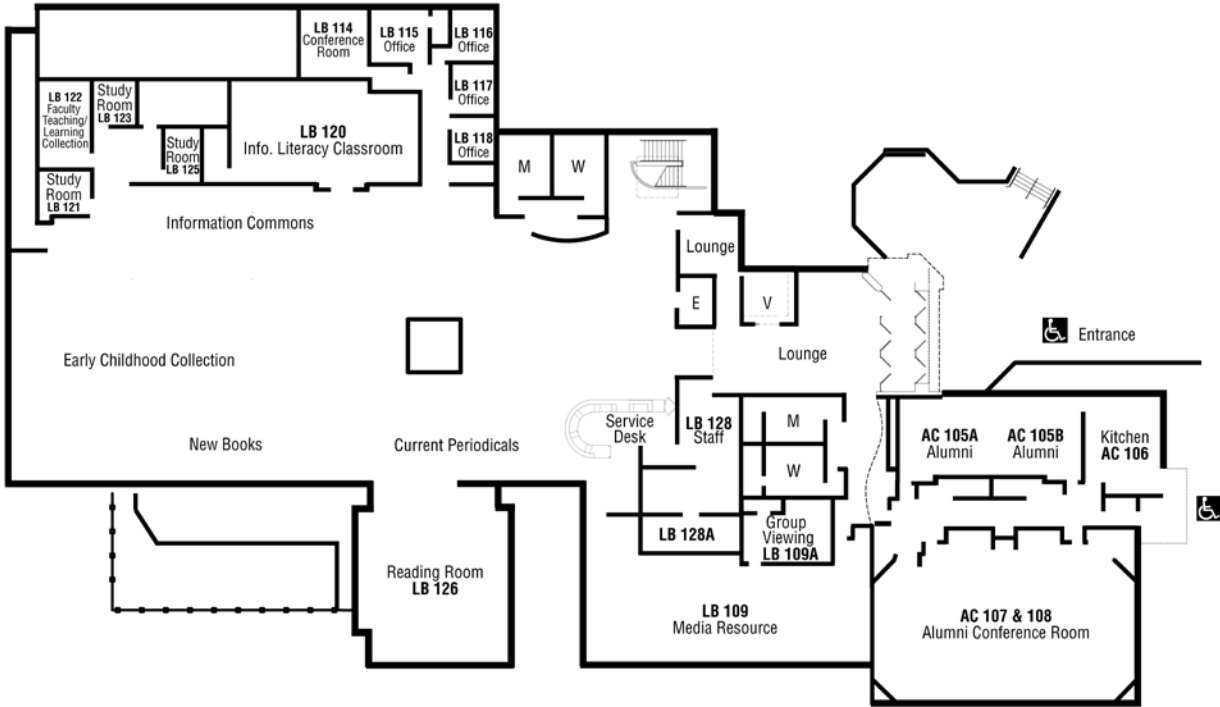 LB 114
Conference
Room
LB 115
Office
LB 116
Office
LB 117
Office
LB 118
Office
LB 122
Faculty
Teaching/
Learning
Collection
Study
Room
LB 123
Study
Room
LB 125
LB 120
Info. Literacy Classroom
Study
Room
LB 121
M
W
Information Commons
Lounge
E
V
Lounge
Entrance
Early Childhood Collection
New Books
Current Periodicals
Service
Desk
LB 128
Staff
M
W
AC 105A
Alumni
AC 105B
Alumni
Kitchen
AC 106
LB 128A
Group
Viewing
LB 109A
Reading Room
LB 126
LB 109
Media Resource
AC 107 & 108
Alumni Conference Room